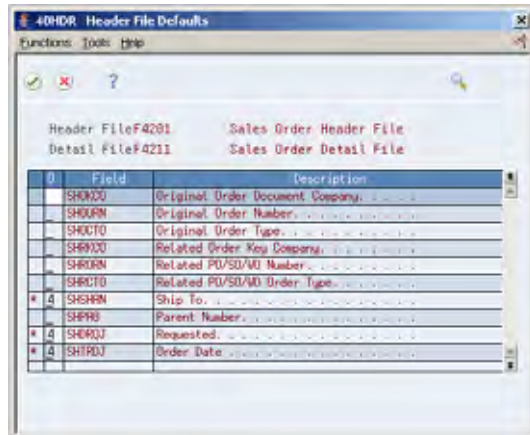 40HDR Header File Defaults
Functions Tools Help
?
Header File F4201 Sales Order Header File
Detail File F4211 Sales Order Detail File
O Field Description
SHOKCO Original Order Document Company. . . . .
SHOORN Original Order Number. . . . . . . . . .
SHOCTO Original Order Type. . . . . . . . . . .
SHRKCO Related Order Key Company. . . . . . . .
SHRORN Related PO/SO/WO Number. . . . . . . . .
SHRCTO Related PO/SO/WO Order Type. . . . . . .
* 4 SHSHAN Ship To. . . . . . . . . . . . . . . . .
SHPA8 Parent Number. . . . . . . . . . . . . .
* 4 SHDRQJ Requested. . . . . . . . . . . . . . . .
* 4 SHTRDJ Order Date . . . . . . . . . . . . . . .